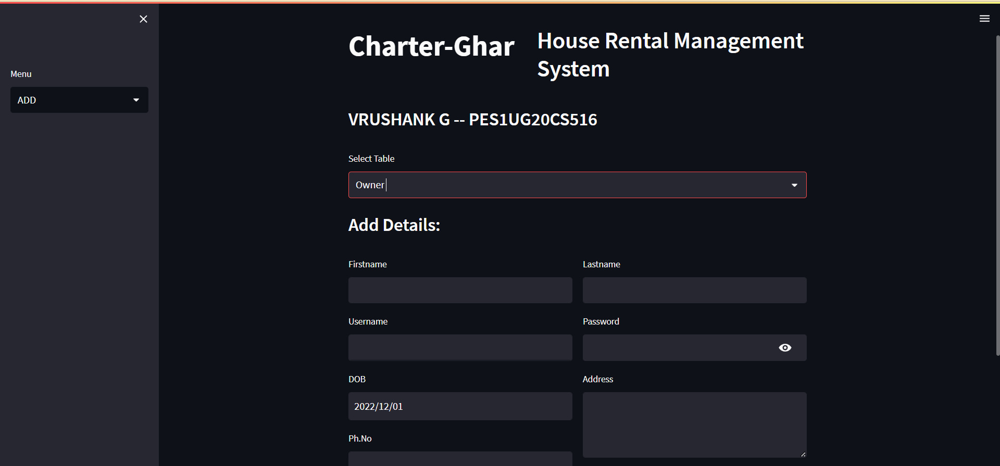 Menu
ADD
Charter-Ghar
House Rental Management
System
VRUSHANK G -- PES1UG20CS516
Select Table
Owner
Add Details:
Firstname
Lastname
Username
Password
DOB
Address
2022/12/01
Ph.No